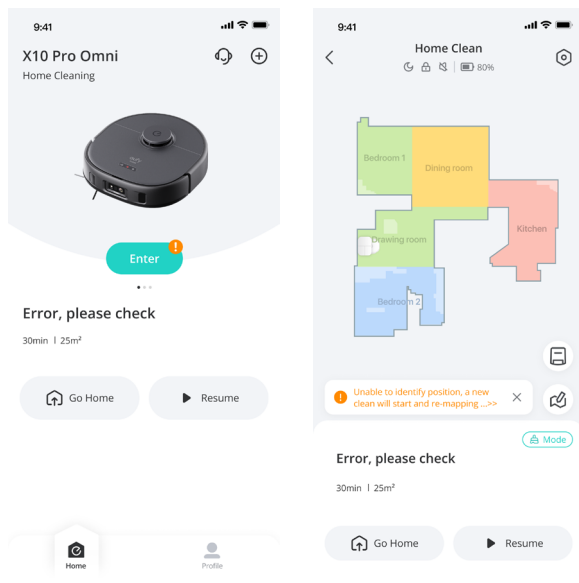 9:41
X10 Pro Omni
Home Cleaning
Enter
Error, please check
30min | 25m²
Go Home
Resume
Home
Profile
9:41
Home Clean
80%
Bedroom 1
Dining room
Kitchen
Drawing room
Bedroom 2
Unable to identify position, a new
clean will start and re-mapping ...>>
Mode
Error, please check
30min | 25m²
Go Home
Resume